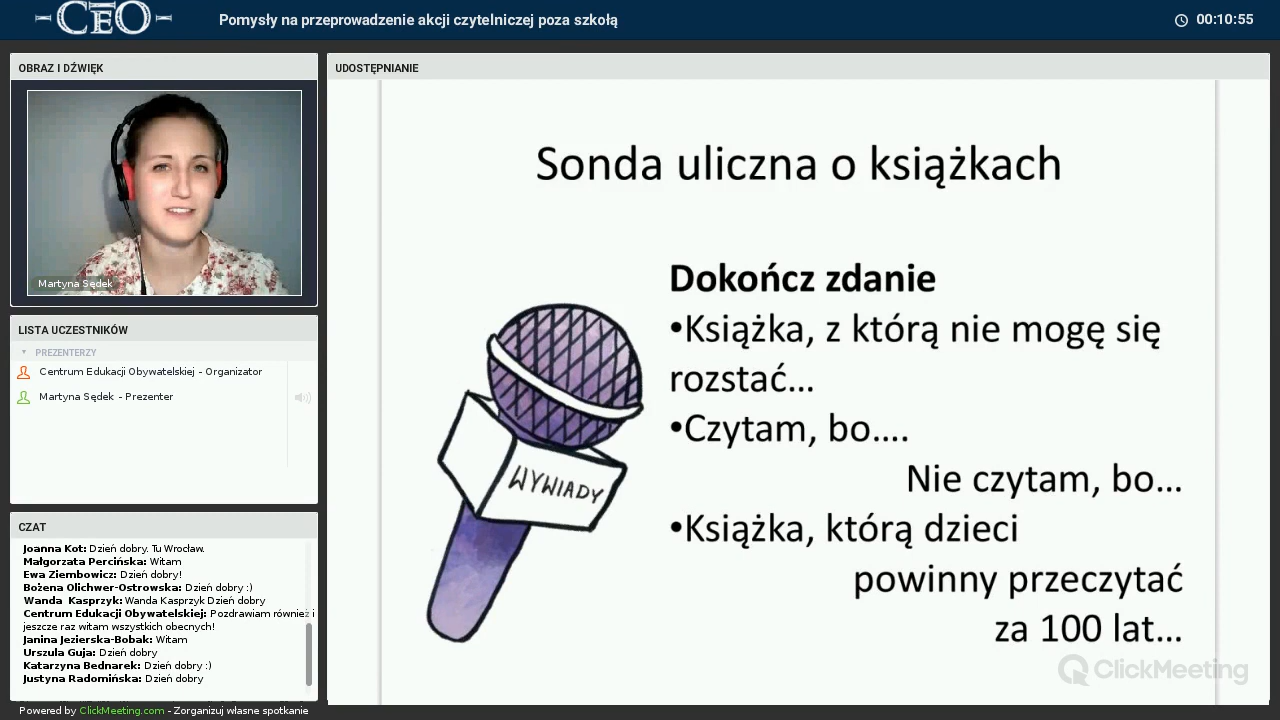 CEO
Pomysły na przeprowadzenie akcji czytelniczej poza szkołą
00:10:55
OBRAZ I DŹWIĘK
Martyna Sędek
LISTA UCZESTNIKÓW
PREZENTERZY
Centrum Edukacji Obywatelskiej - Organizator
Martyna Sędek - Prezenter
CZAT
Joanna Kot: Dzień dobry. Tu Wrocław.
Małgorzata Percińska: Witam
Ewa Ziembowicz: Dzień dobry!
Bożena Olichwer-Ostrowska: Dzień dobry :)
Wanda Kasprzyk: Wanda Kasprzyk Dzień dobry
Centrum Edukacji Obywatelskiej: Pozdrawiam również i
jeszcze raz witam wszystkich obecnych!
Janina Jezierska-Bobak: Witam
Urszula Guja: Dzień dobry
Katarzyna Bednarek: Dzień dobry :)
Justyna Radomińska: Dzień dobry
Powered by ClickMeeting.com - Zorganizuj własne spotkanie
UDOSTĘPNIANIE
Sonda uliczna o książkach
WYWIADY
Dokończ zdanie
•Książka, z którą nie mogę się
rozstać...
•Czytam, bo....
Nie czytam, bo...
•Książka, którą dzieci
powinny przeczytać
za 100 lat...
ClickMeeting